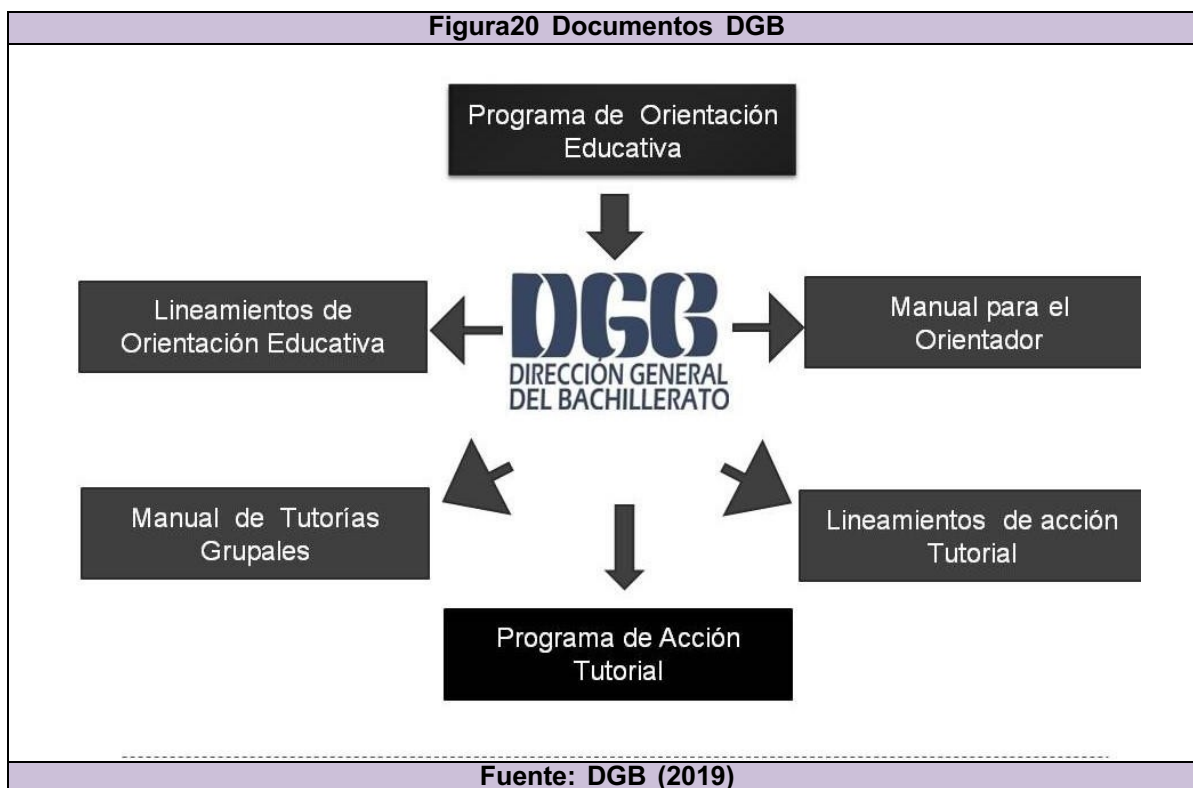 Figura20 Documentos DGB
Programa de Orientación
Educativa
Lineamientos de
Orientación Educativa
DGB
DIRECCIÓN GENERAL
DEL BACHILLERATO
Manual para el
Orientador
Manual de Tutorías
Grupales
Lineamientos de acción
Tutorial
Programa de Acción
Tutorial
Fuente: DGB (2019)